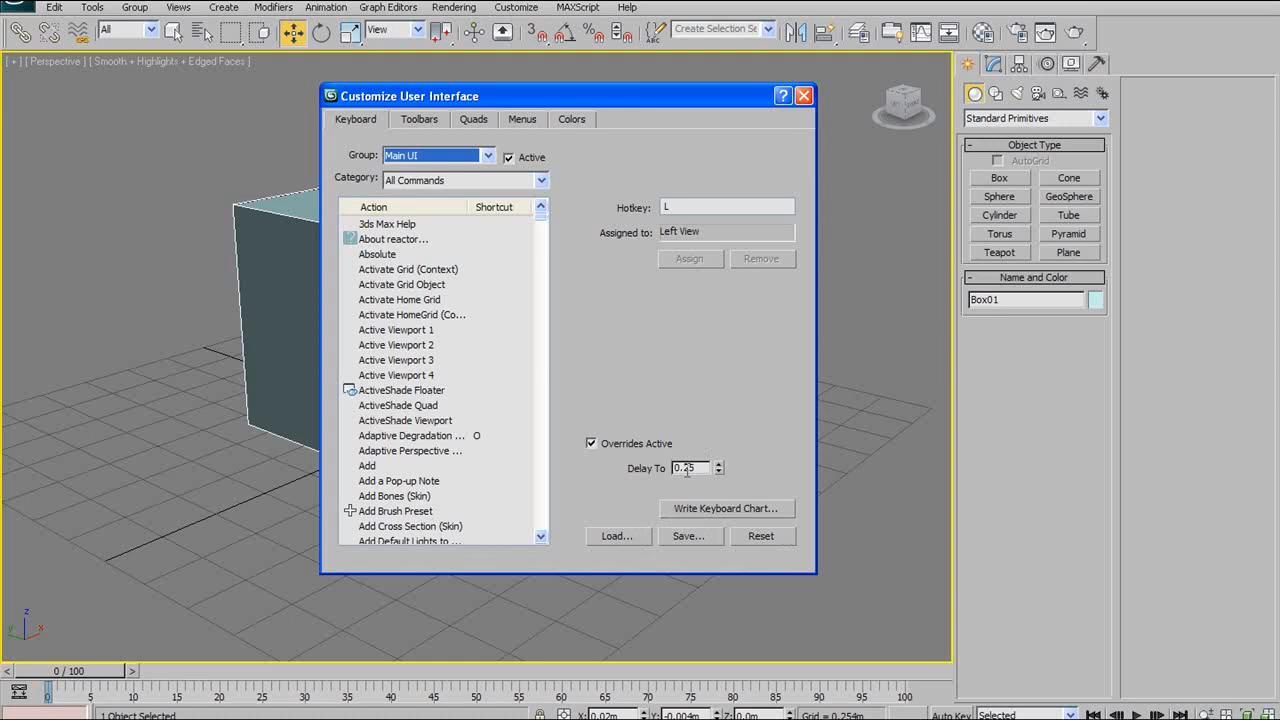 Edit Tools Group Views Create Modifiers Animation Graph Editors Rendering Customize MAXScript Help
All View 3 % Create Selection Se
[ + ] [ Perspective ] [ Smooth + Highlights + Edged Faces ]
Customize User Interface
Keyboard Toolbars Quads Menus Colors
Group: Main UI Active
Category: All Commands
Action Shortcut
3ds Max Help
About reactor...
Absolute
Activate Grid (Context)
Activate Grid Object
Activate Home Grid
Activate HomeGrid (Co...
Active Viewport 1
Active Viewport 2
Active Viewport 3
Active Viewport 4
ActiveShade Floater
ActiveShade Quad
ActiveShade Viewport
Adaptive Degradation ... O
Adaptive Perspective ...
Add
Add a Pop-up Note
Add Bones (Skin)
Add Brush Preset
Add Cross Section (Skin)
Add Default Lights to ...
Hotkey: L
Assigned to: Left View
Assign Remove
Overrides Active
Delay To 0.25
Write Keyboard Chart...
Load... Save... Reset
Standard Primitives
- Object Type
AutoGrid
Box Cone
Sphere GeoSphere
Cylinder Tube
Torus Pyramid
Teapot Plane
- Name and Color
Box01
z
y x
< 0 / 100 >
0 5 10 15 20 25 30 35 40 45 50 55 60 65 70 75 80 85 90 95 100
1 Object Selected X: 0.02m Y: -0.004m Z: 0.0m Grid = 0.254m Auto Key Selected